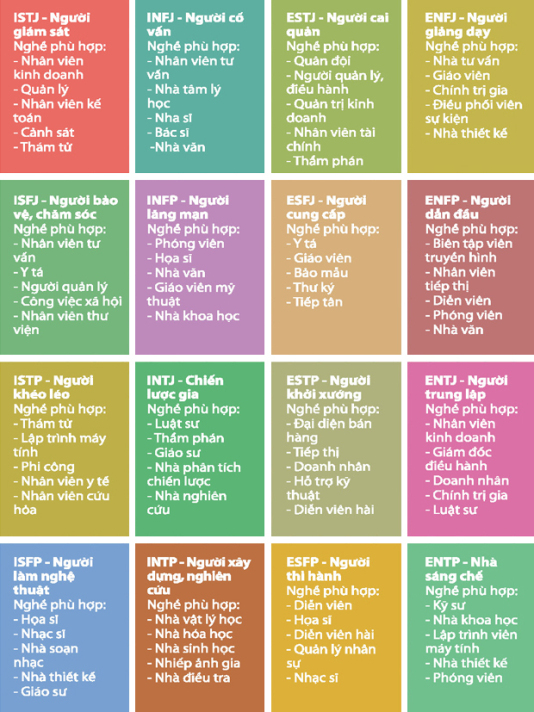 ISTJ - Người
giám sát
Nghề phù hợp:
- Nhân viên
kinh doanh
- Quản lý
- Nhân viên kế
toán
- Cảnh sát
- Thám tử
INFJ - Người cố
vấn
Nghề phù hợp:
- Nhân viên tư
vấn
- Nhà tâm lý
học
- Nha sĩ
- Bác sĩ
-Nhà văn
ESTJ - Người cai
quản
Nghề phù hợp:
- Quân đội
- Người quản lý,
điều hành
- Quản trị kinh
doanh
- Nhân viên tài
chính
- Thẩm phán
ENFJ - Người
giảng dạy
Nghề phù hợp:
- Nhà tư vấn
- Giáo viên
- Chính trị gia
- Điều phối viên
sự kiện
- Nhà thiết kế
ISFJ - Người bảo
vệ, chăm sóc
Nghề phù hợp:
- Nhân viên tư
vấn
- Y tá
- Người quản lý
- Công việc xã hội
- Nhân viên thư
viện
INFP - Người
lãng mạn
Nghề phù hợp:
- Phóng viên
- Họa sĩ
- Nhà văn
- Giáo viên mỹ
thuật
- Nhà khoa học
ESFJ - Người
cung cấp
Nghề phù hợp:
- Y tá
- Giáo viên
- Bảo mẫu
- Thư ký
- Tiếp tân
ENFP - Người
dẫn đầu
Nghề phù hợp:
- Biên tập viên
truyền hình
- Nhân viên
tiếp thị
- Diễn viên
- Phóng viên
- Nhà văn
ISTP - Người
khéo léo
Nghề phù hợp:
- Thám tử
- Lập trình máy
tính
- Phi công
- Nhân viên y tế
- Nhân viên cứu
hỏa
INTJ - Chiến
lược gia
Nghề phù hợp:
- Luật sư
- Thẩm phán
- Giáo sư
- Nhà phân tích
chiến lược
- Nhà nghiên
cứu
ESTP - Người
khởi xướng
Nghề phù hợp:
- Đại diện bán
hàng
- Tiếp thị
- Doanh nhân
- Hỗ trợ kỹ
thuật
- Diễn viên hài
ENTJ - Người
trung lập
Nghề phù hợp:
- Nhân viên
kinh doanh
- Giám đốc
điều hành
- Doanh nhân
- Chính trị gia
- Luật sư
ISFP - Người
làm nghệ
thuật
Nghề phù hợp:
- Họa sĩ
- Nhạc sĩ
- Nhà soạn
nhạc
- Nhà thiết kế
- Giáo sư
INTP - Người xây
dựng, nghiên
cứu
Nghề phù hợp:
- Nhà vật lý học
- Nhà hóa học
- Nhà sinh học
- Nhiếp ảnh gia
- Nhà điều tra
ESFP - Người
thi hành
Nghề phù hợp:
- Diễn viên
- Họa sĩ
- Diễn viên hài
- Quản lý nhân
sự
- Nhạc sĩ
ENTP - Nhà
sáng chế
Nghề phù hợp:
- Kỹ sư
- Nhà khoa học
- Lập trình viên
máy tính
- Nhà thiết kế
- Phóng viên